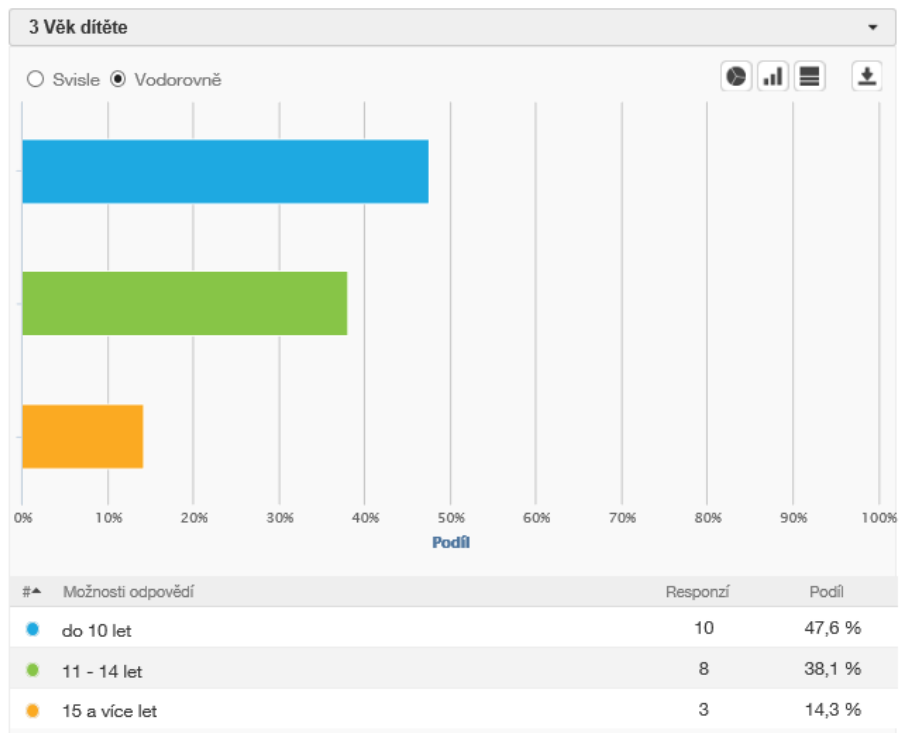 3 Věk dítěte
Svisle Vodorovně
0% 10% 20% 30% 40% 50% 60% 70% 80% 90% 100%
Podíl
# Možnosti odpovědí Responzí Podíl
do 10 let 10 47,6 %
11 - 14 let 8 38,1 %
15 a více let 3 14,3 %